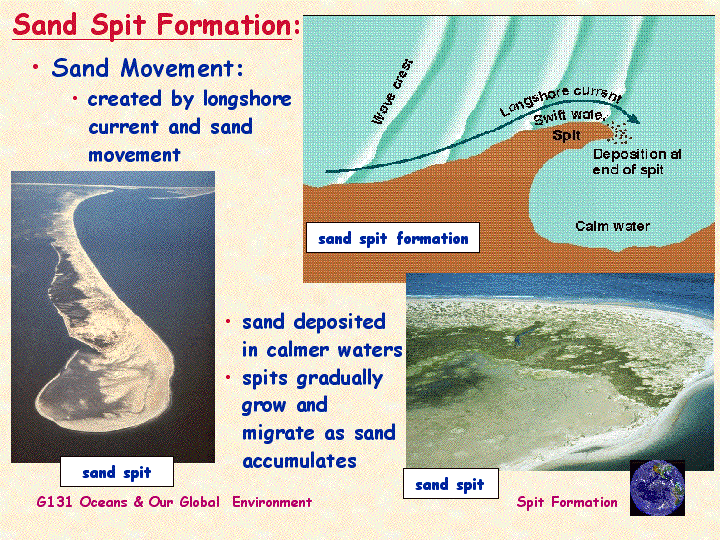 Sand Spit Formation:
• Sand Movement:
• created by longshore
current and sand
movement
Wave crest
Longshore current
Swift water
Spit
Deposition at
end of spit
Calm water
sand spit formation
• sand deposited
in calmer waters
• spits gradually
grow and
migrate as sand
accumulates
sand spit
sand spit
G131 Oceans & Our Global Environment
Spit Formation